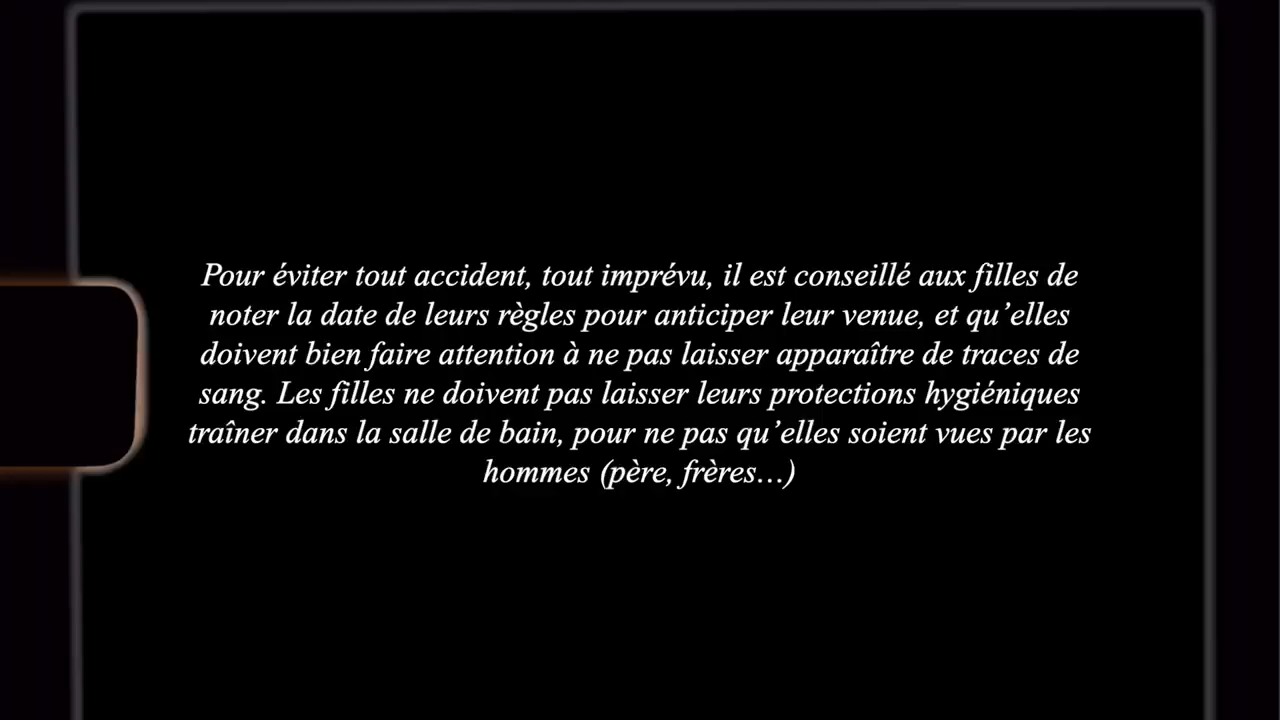 Pour éviter tout accident, tout imprévu, il est conseillé aux filles de
noter la date de leurs règles pour anticiper leur venue, et qu’elles
doivent bien faire attention à ne pas laisser apparaître de traces de
sang. Les filles ne doivent pas laisser leurs protections hygiéniques
traîner dans la salle de bain, pour ne pas qu’elles soient vues par les
hommes (père, frères…)